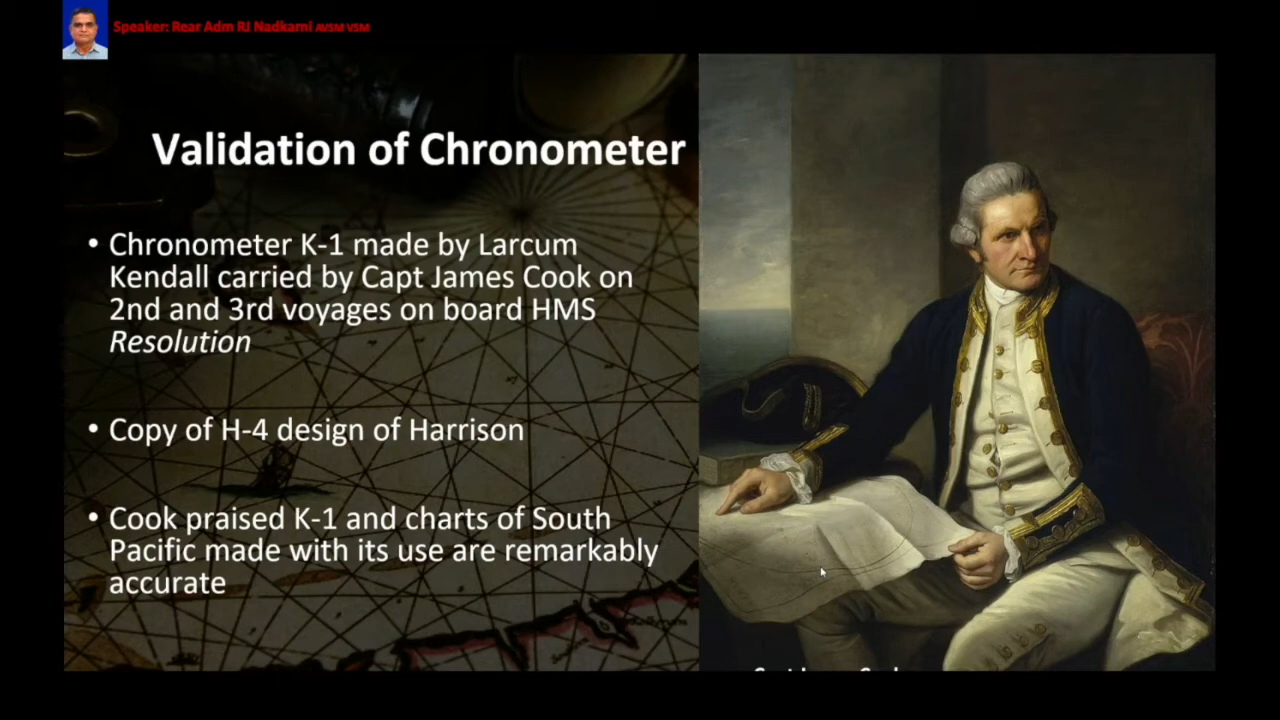 Speaker: Rear Adm RJ Nadkarni AVSM VSM
Validation of Chronometer
• Chronometer K-1 made by Larcum
Kendall carried by Capt James Cook on
2nd and 3rd voyages on board HMS
Resolution
• Copy of H-4 design of Harrison
• Cook praised K-1 and charts of South
Pacific made with its use are remarkably
accurate